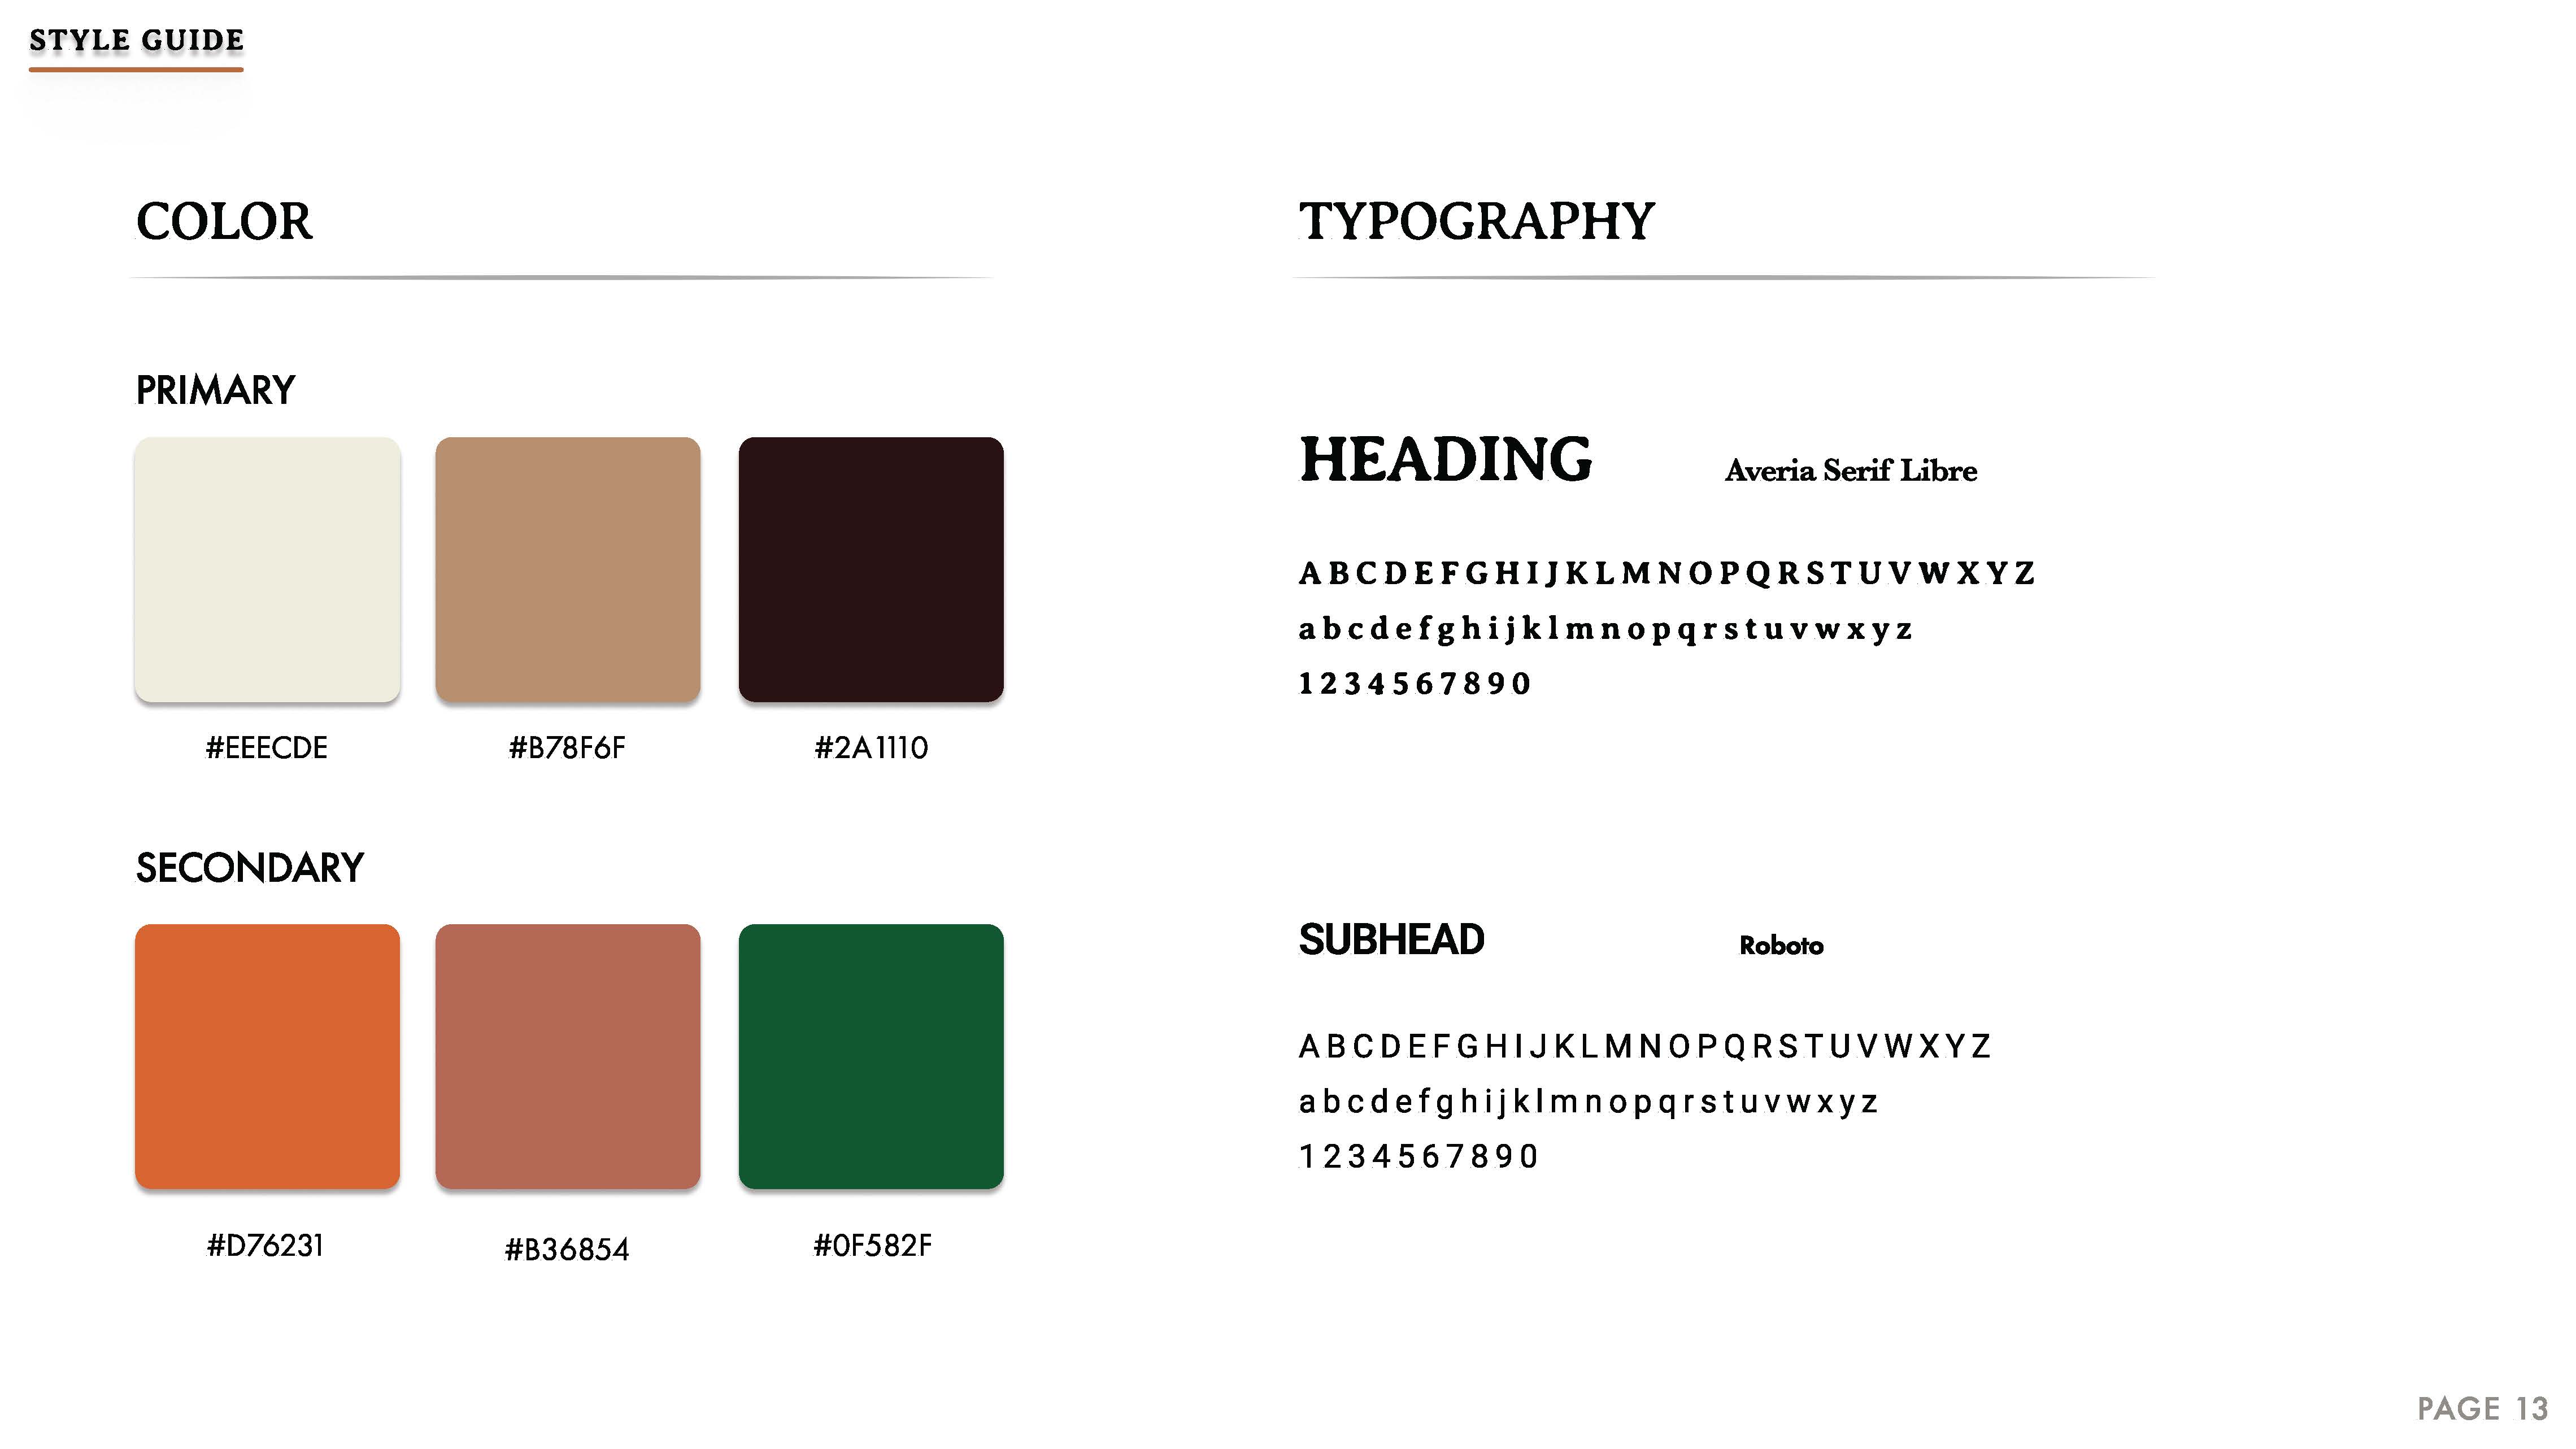 STYLE GUIDE
COLOR
PRIMARY
#EEECDE
#B78F6F
#2A1110
SECONDARY
#D76231
#B36854
#0F582F
TYPOGRAPHY
HEADING
Averia Serif Libre
A B C D E F G H I J K L M N O P Q R S T U V W X Y Z
a b c d e f g h i j k l m n o p q r s t u v w x y z
1 2 3 4 5 6 7 8 9 0
SUBHEAD
Roboto
A B C D E F G H I J K L M N O P Q R S T U V W X Y Z
a b c d e f g h i j k l m n o p q r s t u v w x y z
1 2 3 4 5 6 7 8 9 0
PAGE 13